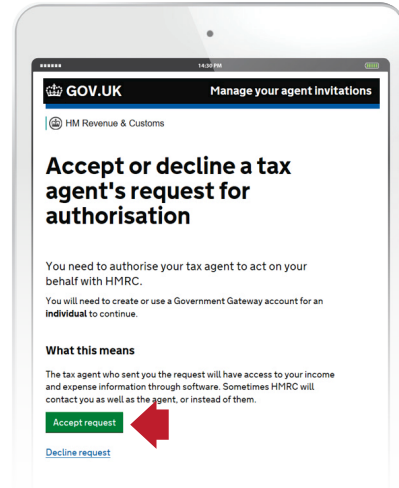 14:30 PM
GOV.UK Manage your agent invitations
HM Revenue & Customs
Accept or decline a tax
agent's request for
authorisation
You need to authorise your tax agent to act on your
behalf with HMRC.
You will need to create or use a Government Gateway account for an
individual to continue.
What this means
The tax agent who sent you the request will have access to your income
and expense information through software. Sometimes HMRC will
contact you as well as the agent, or instead of them.
Accept request
Decline request